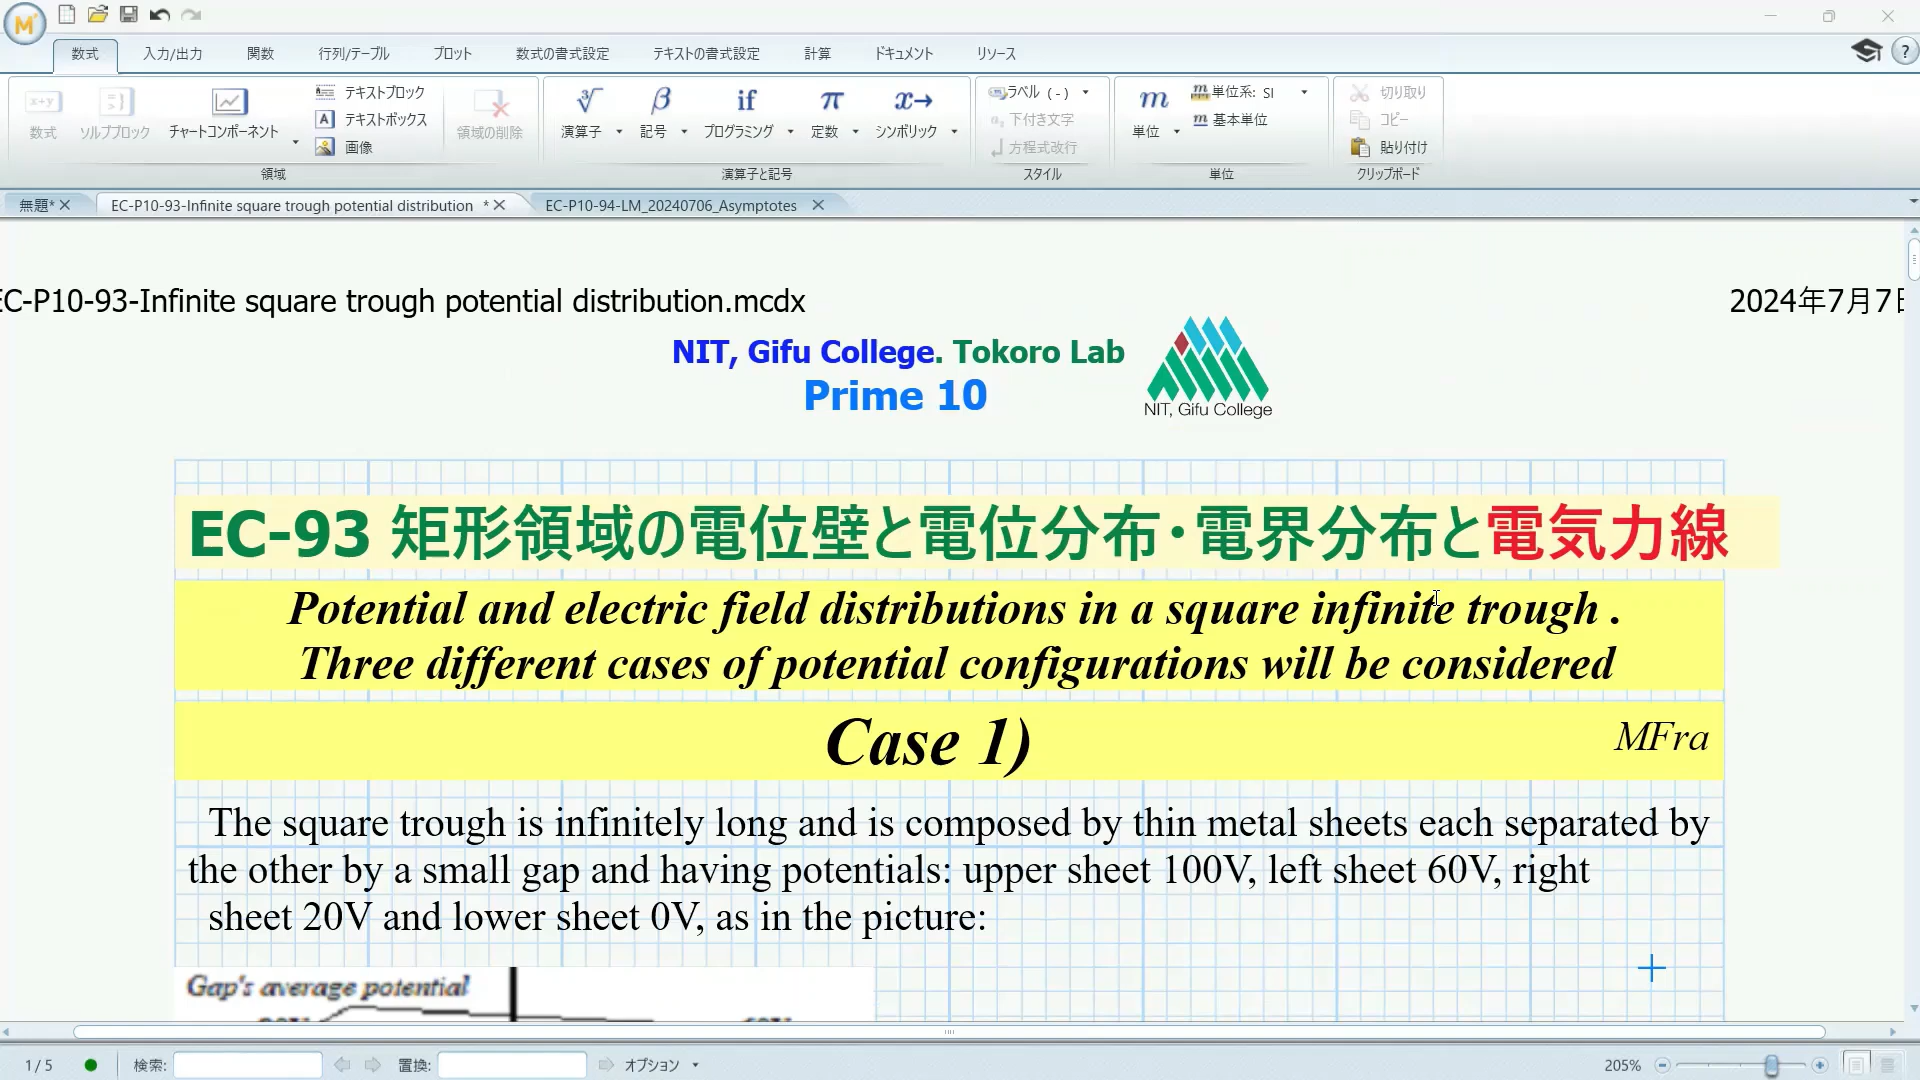 数式 入力/出力 関数 行列/テーブル プロット 数式の書式設定 テキストの書式設定 計算 ドキュメント リソース
数式 ソルブブロック チャートコンポーネント テキストブロック テキストボックス 画像 領域の削除
領域
演算子 記号 プログラミング 定数 シンボリック
演算子と記号
ラベル (-)
下付き文字
方程式改行
スタイル
単位 単位系: SI
基本単位
単位
切り取り
コピー
貼り付け
クリップボード
無題* EC-P10-93-Infinite square trough potential distribution * EC-P10-94-LM_20240706_Asymptotes
EC-P10-93-Infinite square trough potential distribution.mcdx 2024年7月7日
NIT, Gifu College. Tokoro Lab
Prime 10
NIT, Gifu College
EC-93 矩形領域の電位壁と電位分布・電界分布と電気力線
Potential and electric field distributions in a square infinite trough .
Three different cases of potential configurations will be considered
Case 1) MFra
The square trough is infinitely long and is composed by thin metal sheets each separated by
the other by a small gap and having potentials: upper sheet 100V, left sheet 60V, right
sheet 20V and lower sheet 0V, as in the picture:
Gap's average potential
1 / 5 検索: 置換: オプション 205%